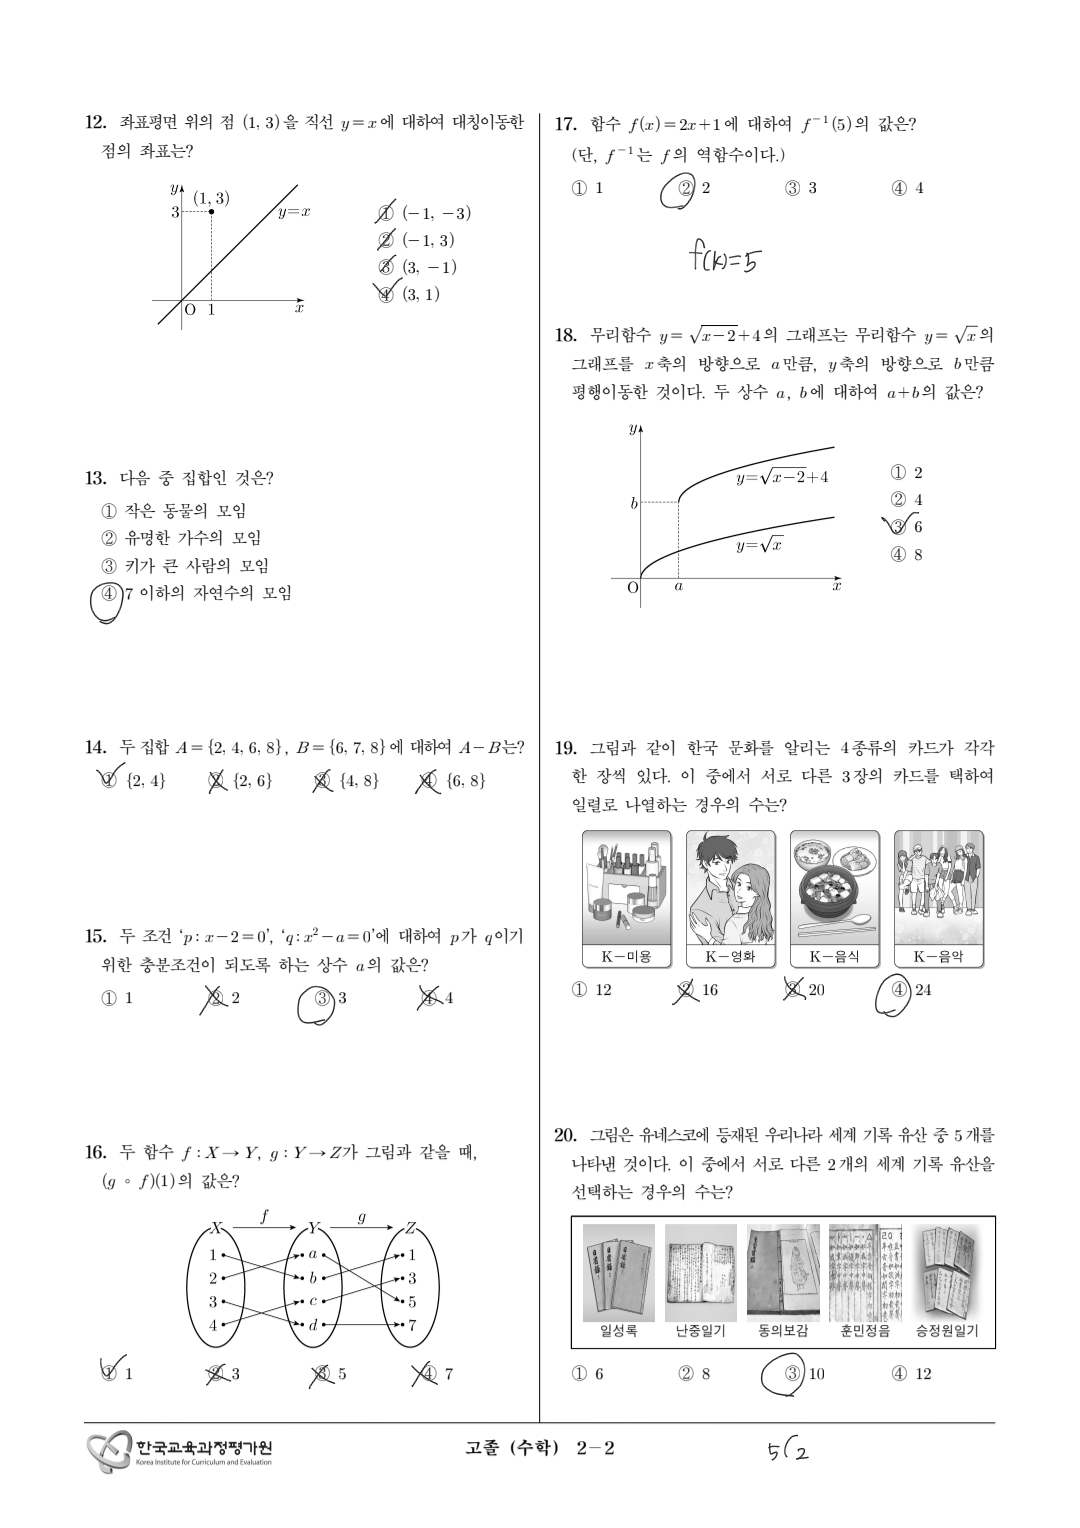 12. 좌표평면 위의 점 (1, 3)을 직선 y=x에 대하여 대칭이동한
점의 좌표는?
y
(1, 3)
3
y=x
O 1 x
① (-1, -3)
② (-1, 3)
③ (3, -1)
④ (3, 1)
13. 다음 중 집합인 것은?
① 작은 동물의 모임
② 유명한 가수의 모임
③ 키가 큰 사람의 모임
④ 7 이하의 자연수의 모임
14. 두 집합 A={2, 4, 6, 8}, B={6, 7, 8}에 대하여 A-B는?
① {2, 4} ② {2, 6} ③ {4, 8} ④ {6, 8}
15. 두 조건 ‘p : x-2=0’, ‘q : x²-a=0’에 대하여 p가 q이기
위한 충분조건이 되도록 하는 상수 a의 값은?
① 1 ② 2 ③ 3 ④ 4
16. 두 함수 f : X → Y, g : Y → Z가 그림과 같을 때,
(g ∘ f)(1)의 값은?
f g
X Y Z
1 a 1
2 b 3
3 c 5
4 d 7
① 1 ② 3 ③ 5 ④ 7
17. 함수 f(x)=2x+1에 대하여 f⁻¹(5)의 값은?
(단, f⁻¹는 f의 역함수이다.)
① 1 ② 2 ③ 3 ④ 4
f(k)=5
18. 무리함수 y=√(x-2)+4의 그래프는 무리함수 y=√x의
그래프를 x축의 방향으로 a만큼, y축의 방향으로 b만큼
평행이동한 것이다. 두 상수 a, b에 대하여 a+b의 값은?
y
y=√(x-2)+4
b
y=√x
O a x
① 2
② 4
③ 6
④ 8
19. 그림과 같이 한국 문화를 알리는 4종류의 카드가 각각
한 장씩 있다. 이 중에서 서로 다른 3장의 카드를 택하여
일렬로 나열하는 경우의 수는?
K-미용 K-영화 K-음식 K-음악
① 12 ② 16 ③ 20 ④ 24
20. 그림은 유네스코에 등재된 우리나라 세계 기록 유산 중 5개를
나타낸 것이다. 이 중에서 서로 다른 2개의 세계 기록 유산을
선택하는 경우의 수는?
일성록 난중일기 동의보감 훈민정음 승정원일기
① 6 ② 8 ③ 10 ④ 12
한국교육과정평가원
Korea Institute for Curriculum and Evaluation
고졸 (수학) 2-2
5C2